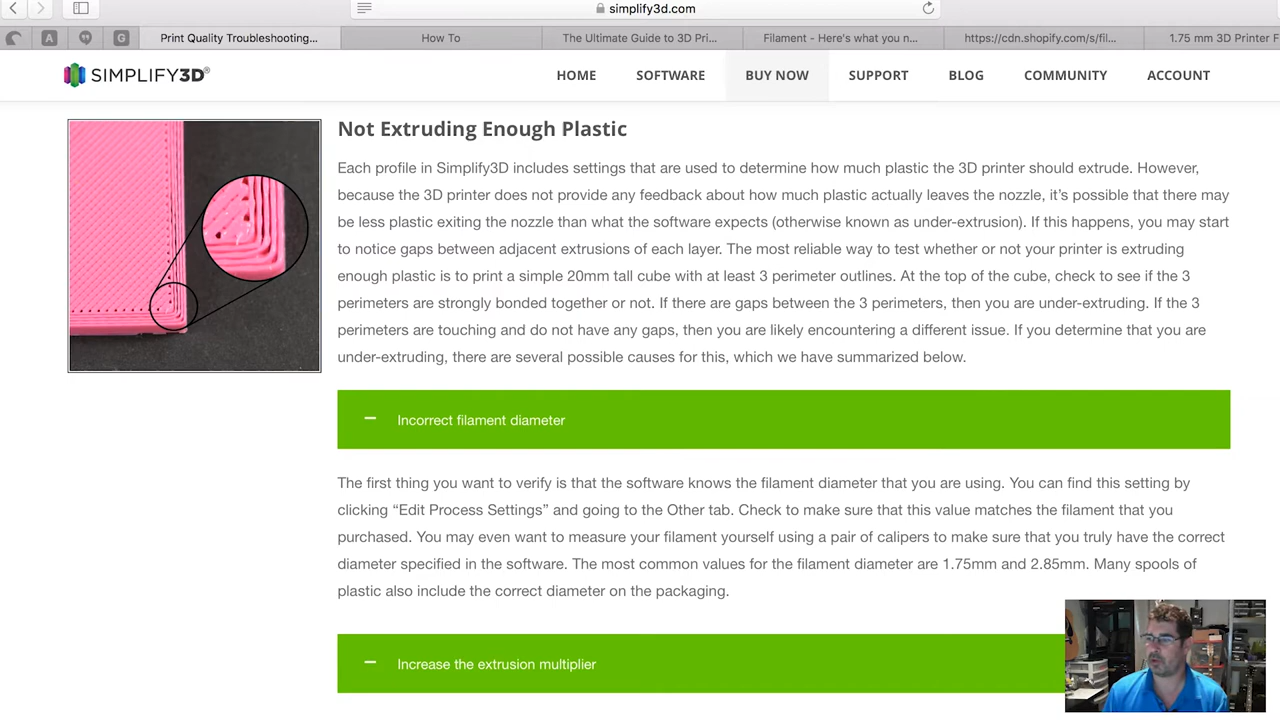 simplify3d.com
A
G
Print Quality Troubleshooting...
How To
The Ultimate Guide to 3D Pri...
Filament - Here's what you n...
https://cdn.shopify.com/s/fil...
1.75 mm 3D Printer F
SIMPLIFY3D®
HOME
SOFTWARE
BUY NOW
SUPPORT
BLOG
COMMUNITY
ACCOUNT
Not Extruding Enough Plastic
Each profile in Simplify3D includes settings that are used to determine how much plastic the 3D printer should extrude. However,
because the 3D printer does not provide any feedback about how much plastic actually leaves the nozzle, it’s possible that there may
be less plastic exiting the nozzle than what the software expects (otherwise known as under-extrusion). If this happens, you may start
to notice gaps between adjacent extrusions of each layer. The most reliable way to test whether or not your printer is extruding
enough plastic is to print a simple 20mm tall cube with at least 3 perimeter outlines. At the top of the cube, check to see if the 3
perimeters are strongly bonded together or not. If there are gaps between the 3 perimeters, then you are under-extruding. If the 3
perimeters are touching and do not have any gaps, then you are likely encountering a different issue. If you determine that you are
under-extruding, there are several possible causes for this, which we have summarized below.
Incorrect filament diameter
The first thing you want to verify is that the software knows the filament diameter that you are using. You can find this setting by
clicking “Edit Process Settings” and going to the Other tab. Check to make sure that this value matches the filament that you
purchased. You may even want to measure your filament yourself using a pair of calipers to make sure that you truly have the correct
diameter specified in the software. The most common values for the filament diameter are 1.75mm and 2.85mm. Many spools of
plastic also include the correct diameter on the packaging.
Increase the extrusion multiplier